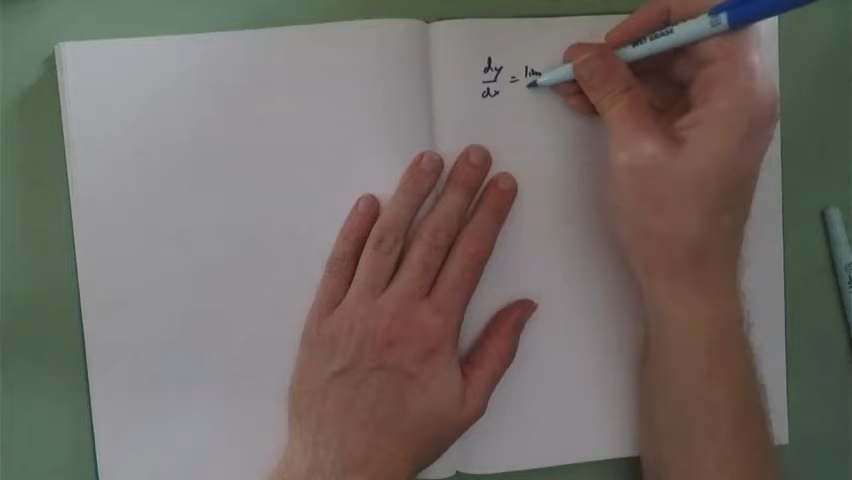 dy/dx = lim